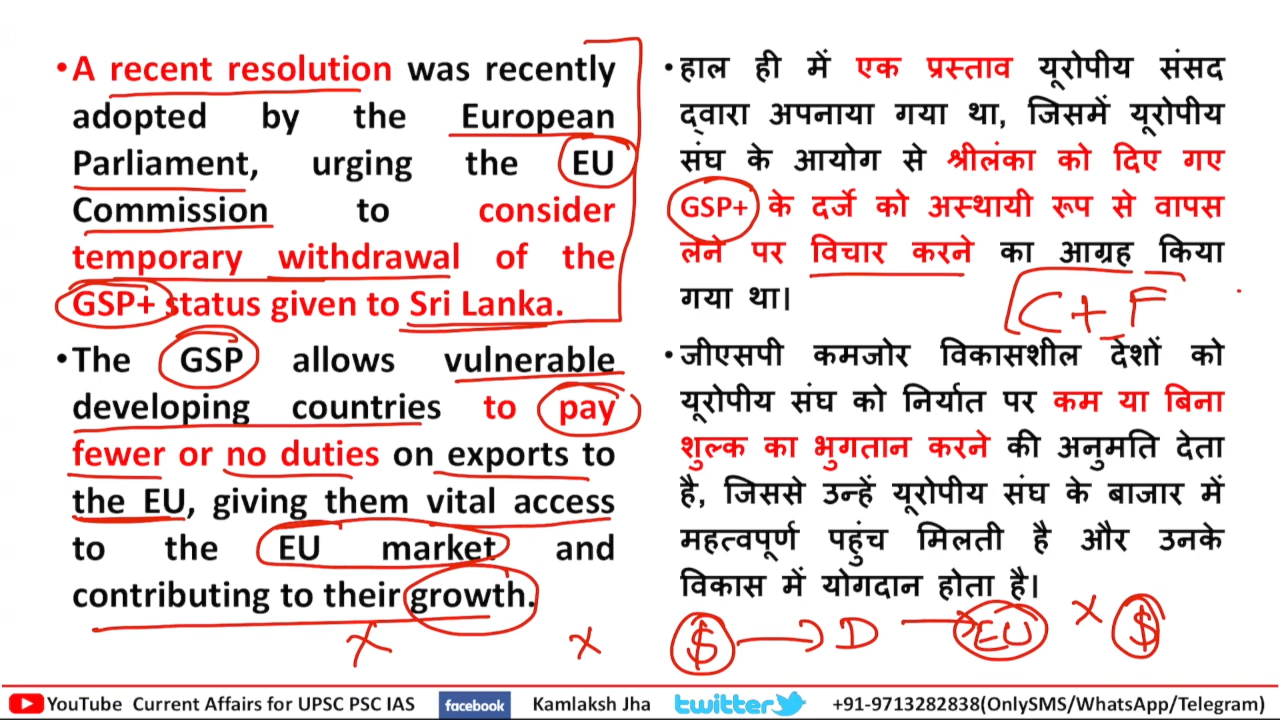 • A recent resolution was recently
adopted by the European
Parliament, urging the EU
Commission to consider
temporary withdrawal of the
GSP+ status given to Sri Lanka.
• The GSP allows vulnerable
developing countries to pay
fewer or no duties on exports to
the EU, giving them vital access
to the EU market and
contributing to their growth.
• हाल ही में एक प्रस्ताव यूरोपीय संसद
द्वारा अपनाया गया था, जिसमें यूरोपीय
संघ के आयोग से श्रीलंका को दिए गए
GSP+ के दर्जे को अस्थायी रूप से वापस
लेने पर विचार करने का आग्रह किया
गया था।
C + F
• जीएसपी कमजोर विकासशील देशों को
यूरोपीय संघ को निर्यात पर कम या बिना
शुल्क का भुगतान करने की अनुमति देता
है, जिससे उन्हें यूरोपीय संघ के बाजार में
महत्वपूर्ण पहुंच मिलती है और उनके
विकास में योगदान होता है।
x x $ → D → EU x $
YouTube Current Affairs for UPSC PSC IAS facebook Kamlaksh Jha twitter +91-9713282838(OnlySMS/WhatsApp/Telegram)